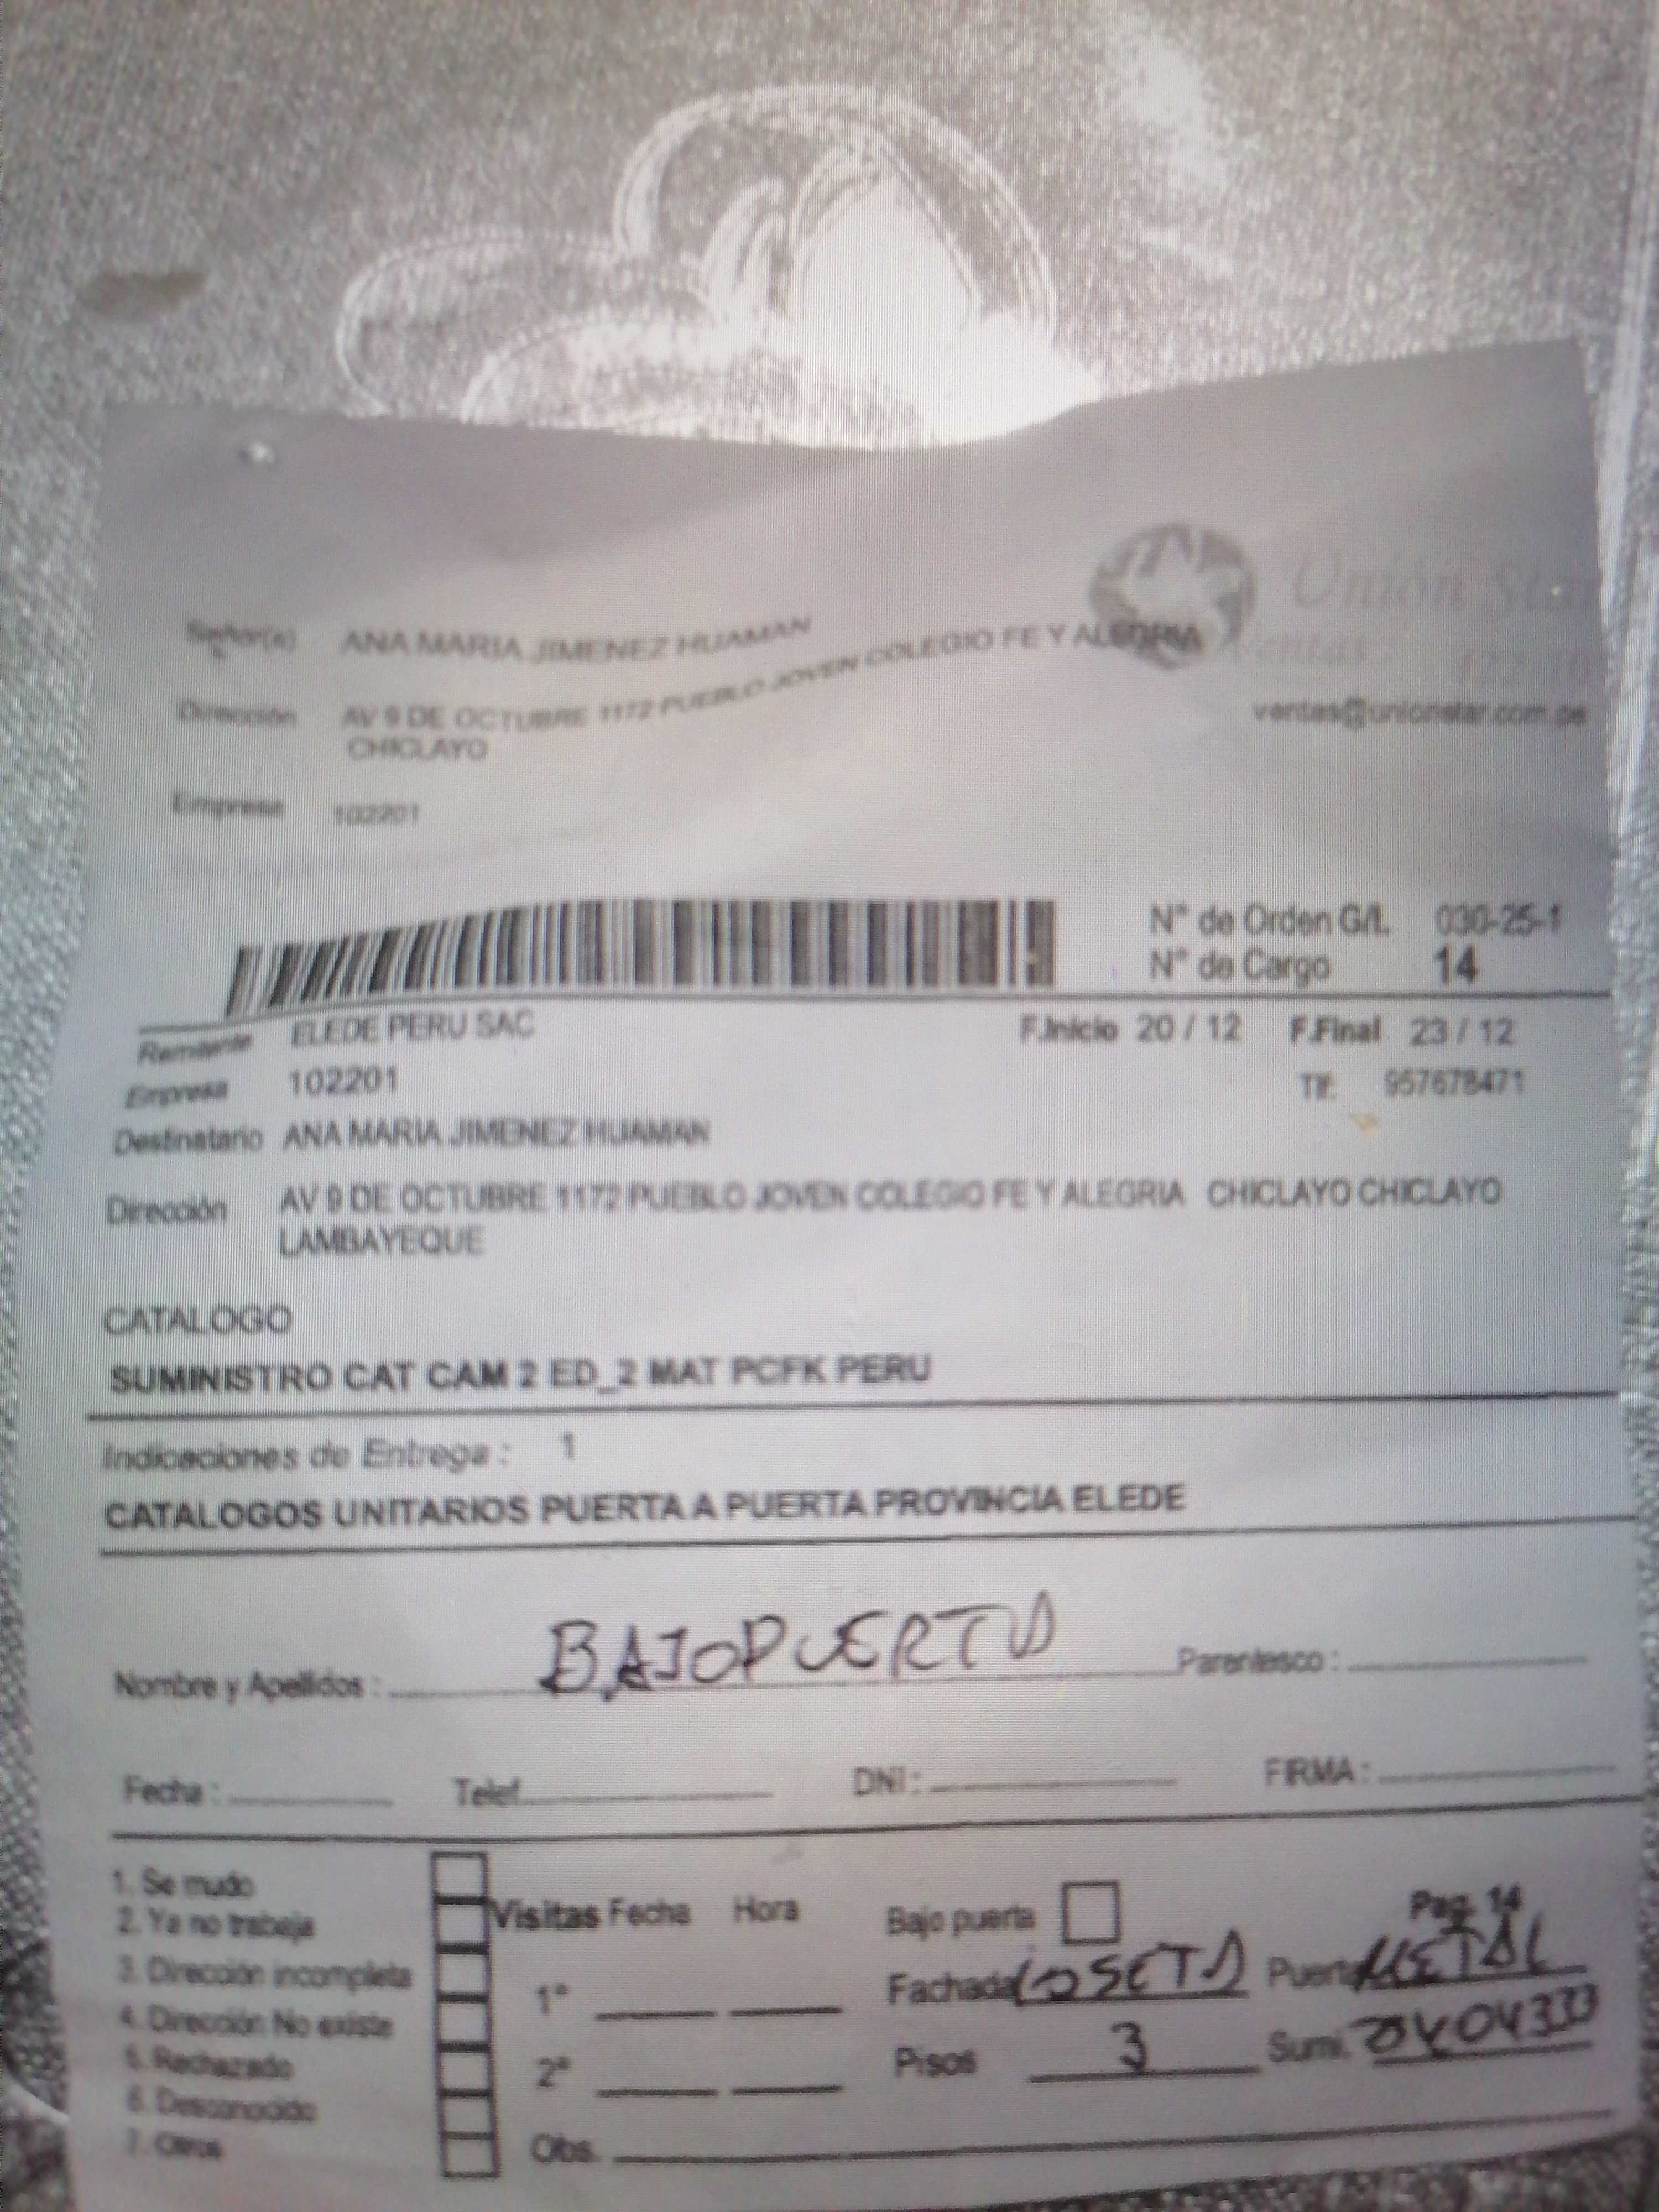 Señor(a) ANA MARIA JIMENEZ HUAMAN
Unión Star
Dirección AV 9 DE OCTUBRE 1172 PUEBLO JOVEN COLEGIO FE Y ALEGRIA
CHICLAYO
ventas@unionstar.com.pe
Empresa 102201
N° de Orden G/L 030-25-1
N° de Cargo 14
Remitente ELEDE PERU SAC F.Inicio 20 / 12 F.Final 23 / 12
Empresa 102201 Tlf: 957678471
Destinatario ANA MARIA JIMENEZ HUAMAN
Dirección AV 9 DE OCTUBRE 1172 PUEBLO JOVEN COLEGIO FE Y ALEGRIA CHICLAYO CHICLAYO
LAMBAYEQUE
CATALOGO
SUMINISTRO CAT CAM 2 ED_2 MAT PCFK PERU
Indicaciones de Entrega : 1
CATALOGOS UNITARIOS PUERTA A PUERTA PROVINCIA ELEDE
Nombre y Apellidos : BAJOPUERTA Parentesco :
Fecha : Telef. DNI : FIRMA :
1. Se mudo
2. Ya no trabaja
3. Dirección incompleta
4. Dirección No existe
5. Rechazado
6. Desconocido
7. Otros
Visitas Fecha Hora
1°
2°
Obs.
Bajo puerta Pag. 14
Fachada Puerta METAL
Pisos 3 Sumi.